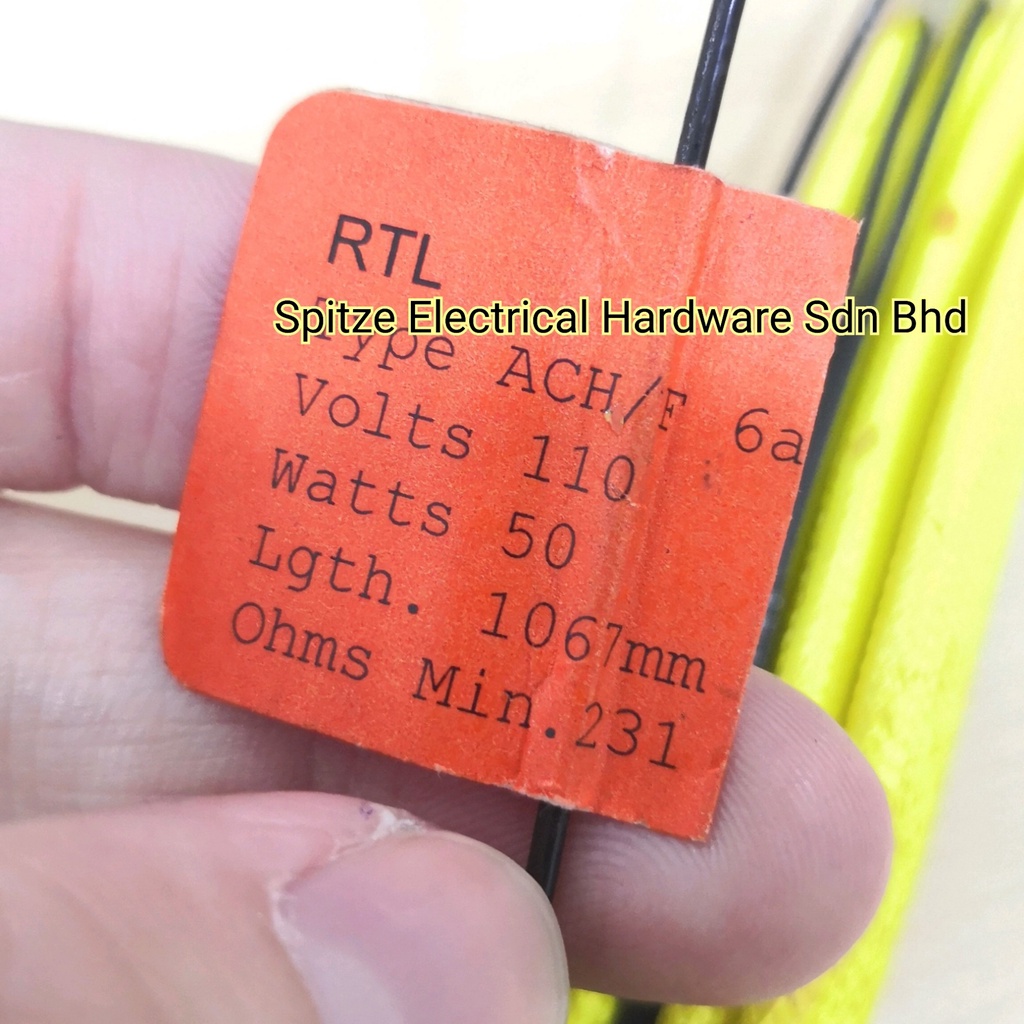 RTL
Spitze Electrical Hardware Sdn Bhd
Type ACH/F 6a
Volts 110
Watts 50
Lgth. 1067mm
Ohms Min.231